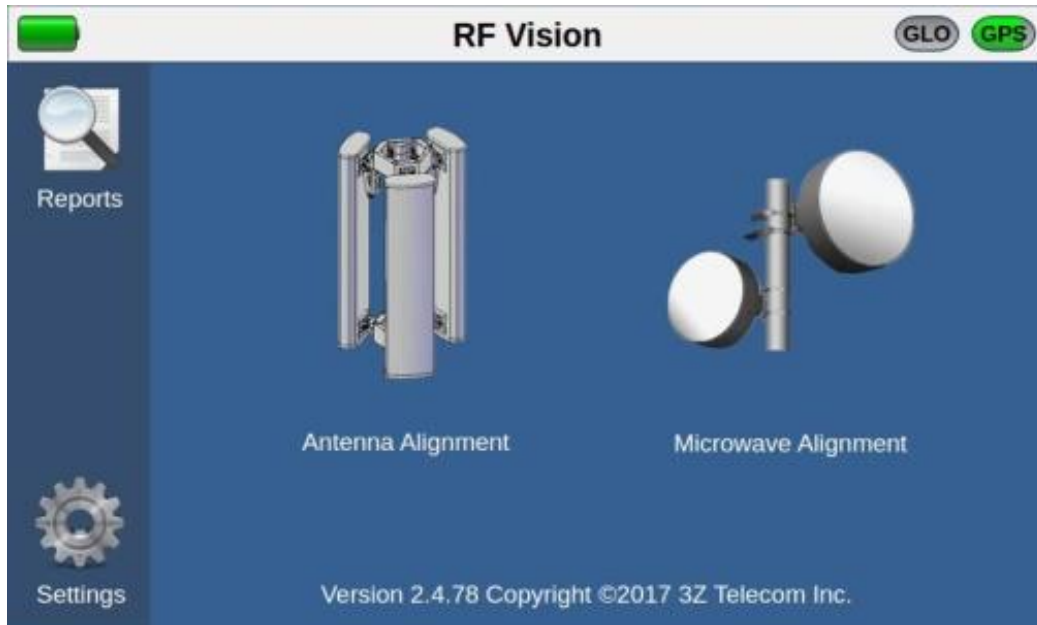 RF Vision
GLO
GPS
Reports
Antenna Alignment
Microwave Alignment
Settings
Version 2.4.78 Copyright ©2017 3Z Telecom Inc.